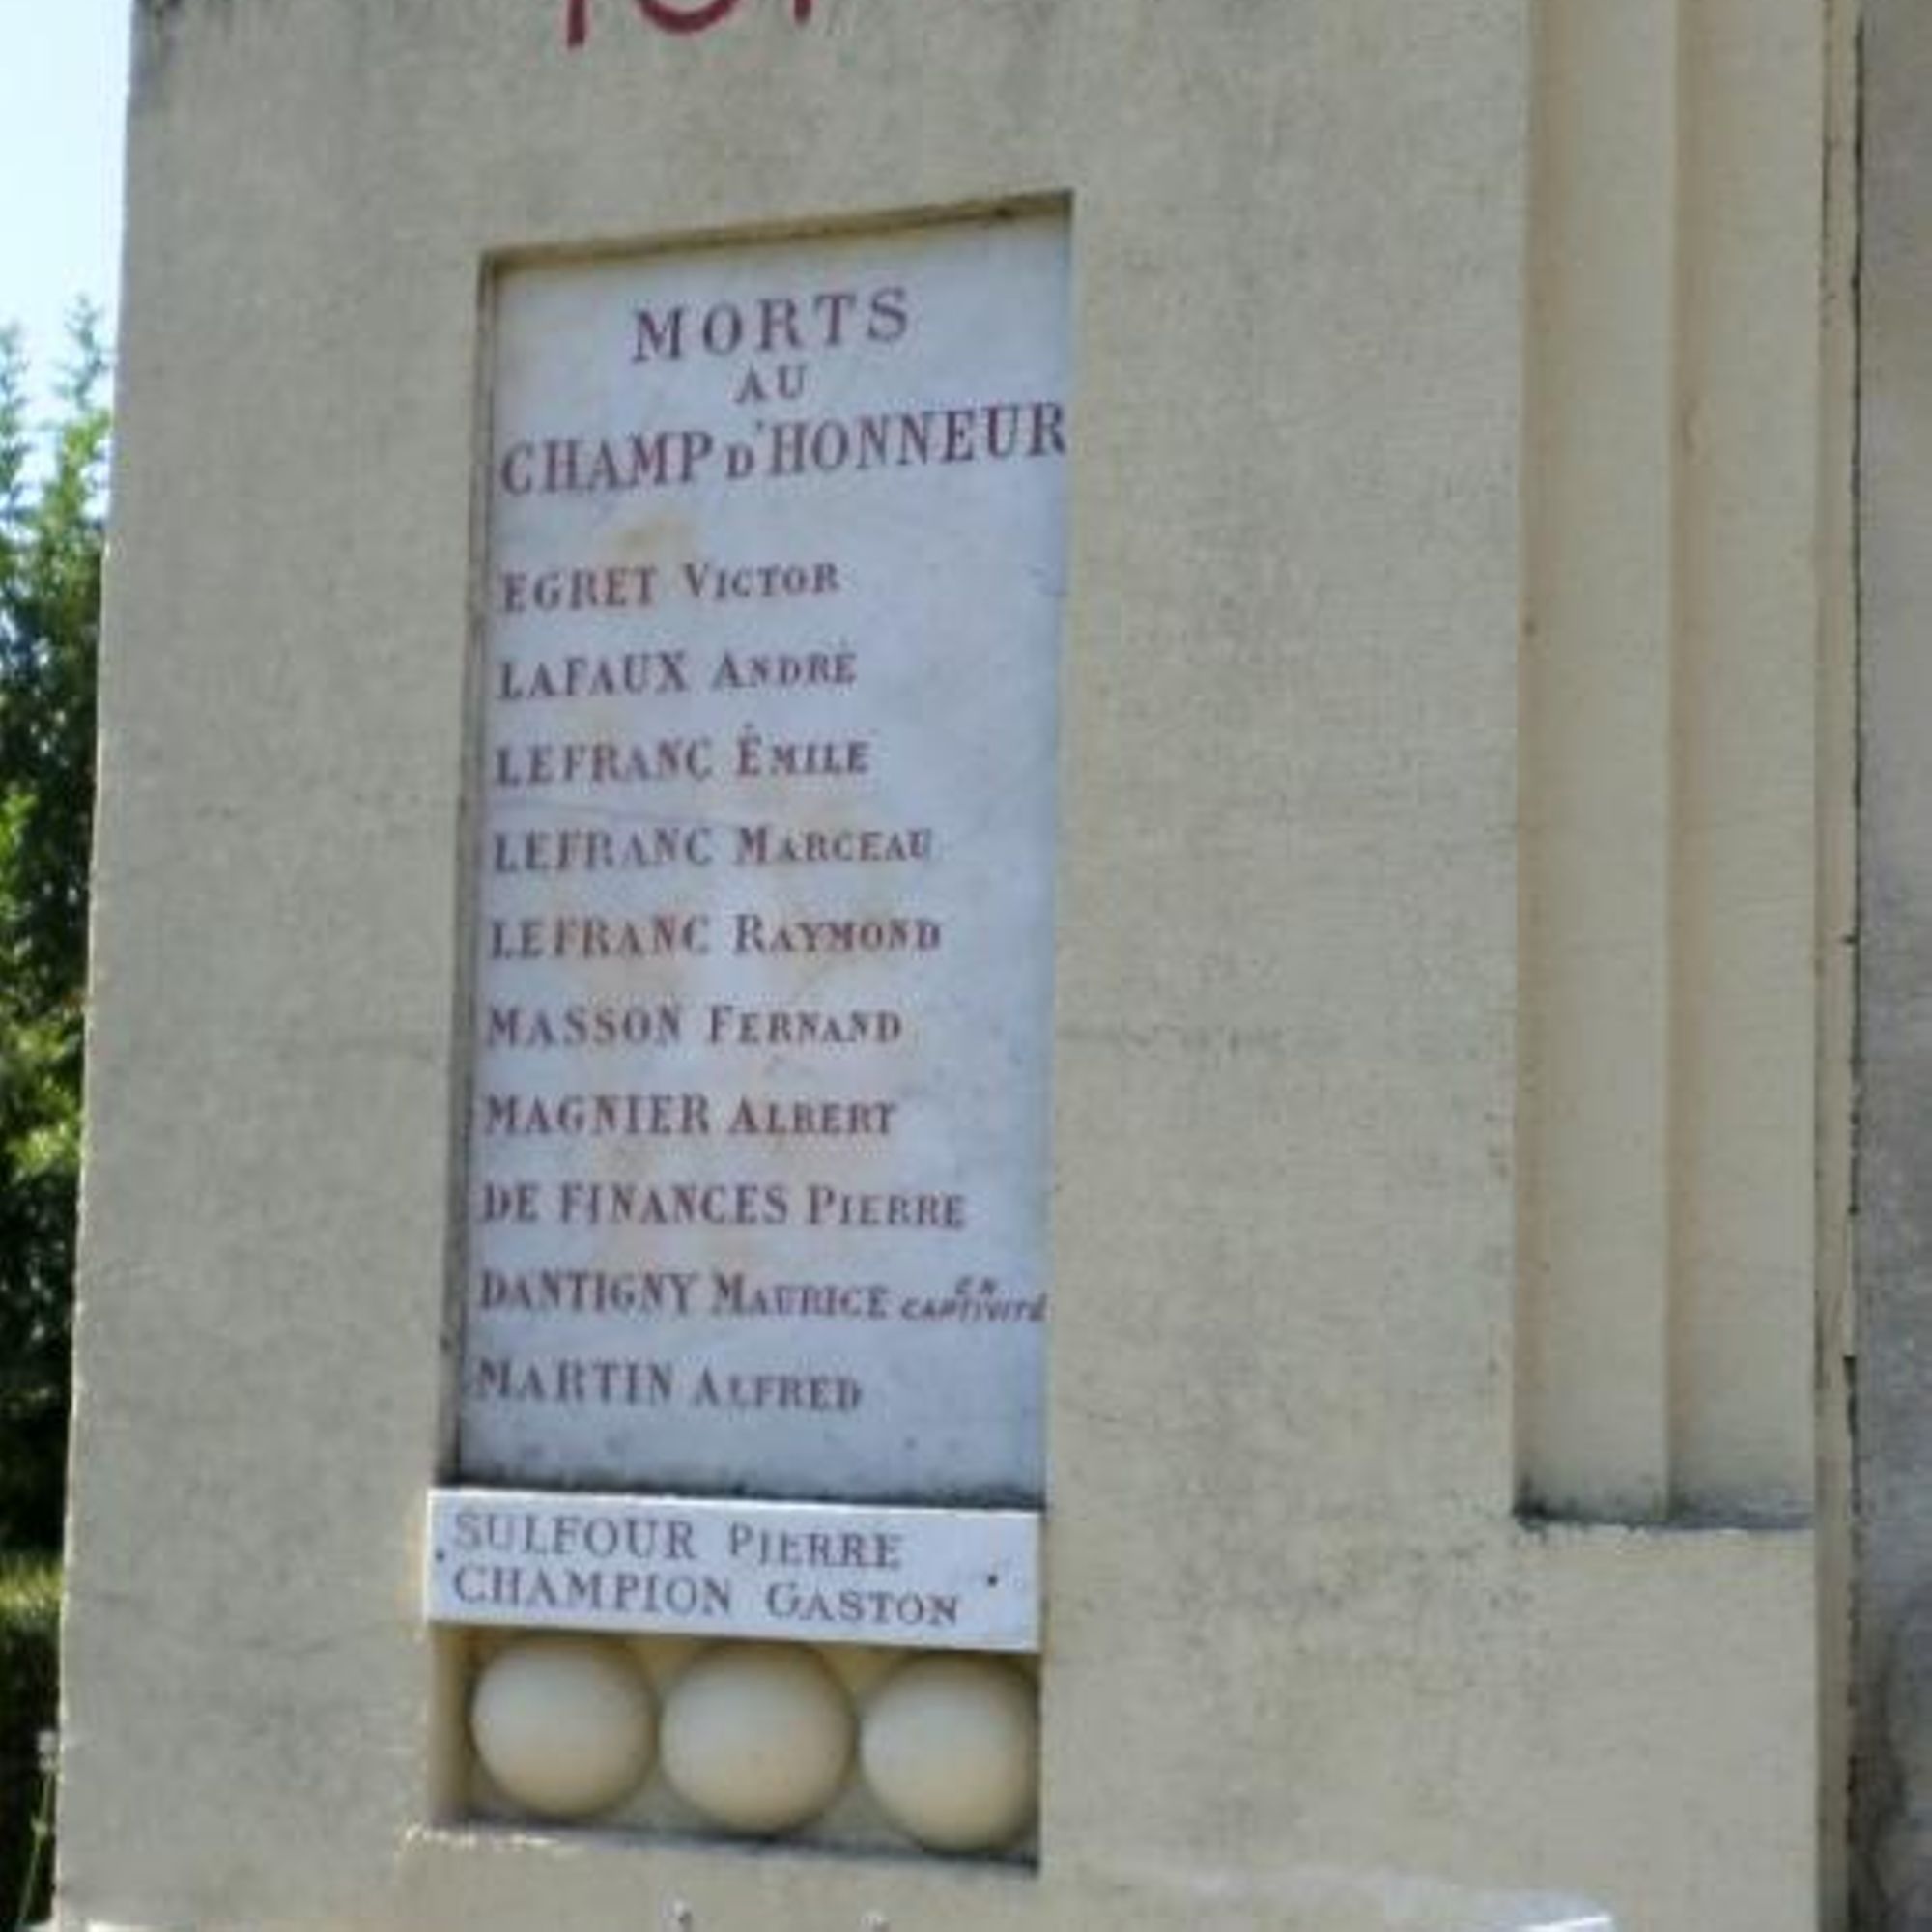 MORTS
AU
CHAMP D'HONNEUR
EGRET VICTOR
LAFAUX ANDRÉ
LEFRANC ÉMILE
LEFRANC MARCEAU
LEFRANC RAYMOND
MASSON FERNAND
MAGNIER ALBERT
DE FINANCES PIERRE
DANTIGNY MAURICE EN CAPTIVITÉ
MARTIN ALFRED
SULFOUR PIERRE
CHAMPION GASTON